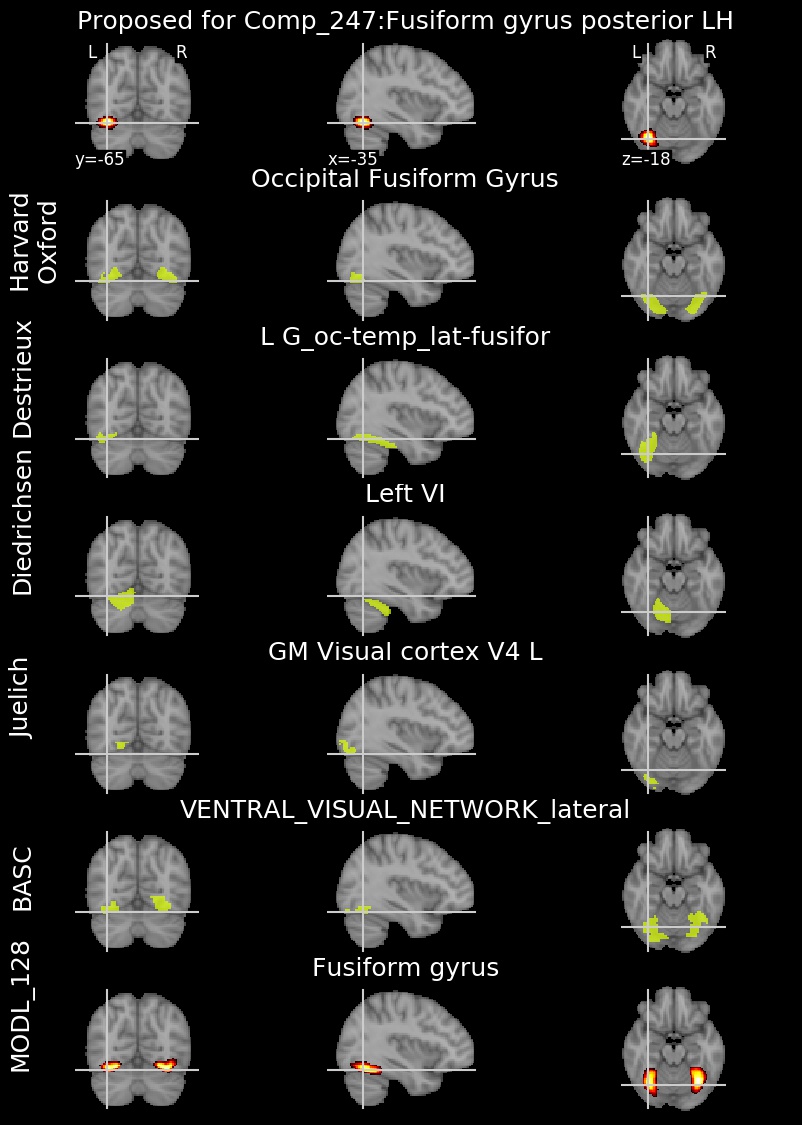 Proposed for Comp_247:Fusiform gyrus posterior LH
L R L R
y=-65 x=-35 z=-18
Occipital Fusiform Gyrus
Harvard
Oxford
L G_oc-temp_lat-fusifor
Destrieux
Left VI
Diedrichsen
GM Visual cortex V4 L
Juelich
VENTRAL_VISUAL_NETWORK_lateral
BASC
Fusiform gyrus
MODL_128